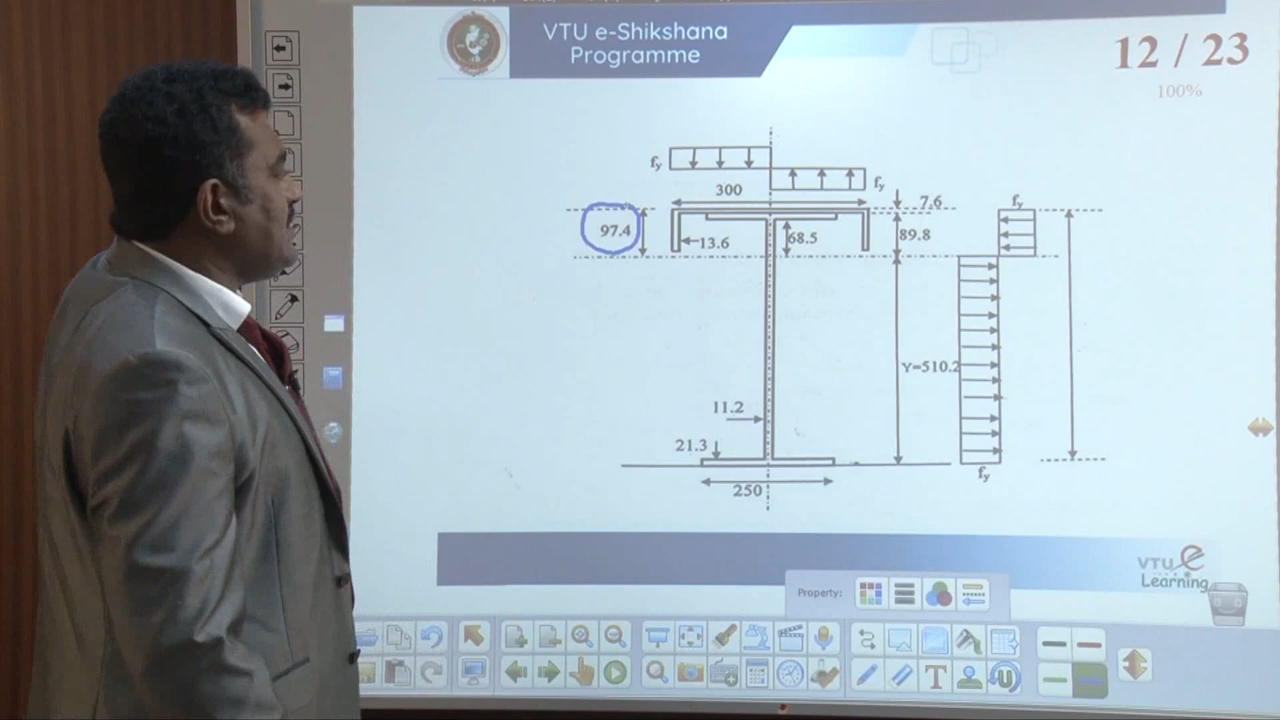 VTU e-Shikshana
Programme
12 / 23
100%
fy
fy
300
7.6
fy
97.4
13.6
68.5
89.8
Y=510.2
11.2
21.3
250
fy
VTU e
Learning
Property:
T